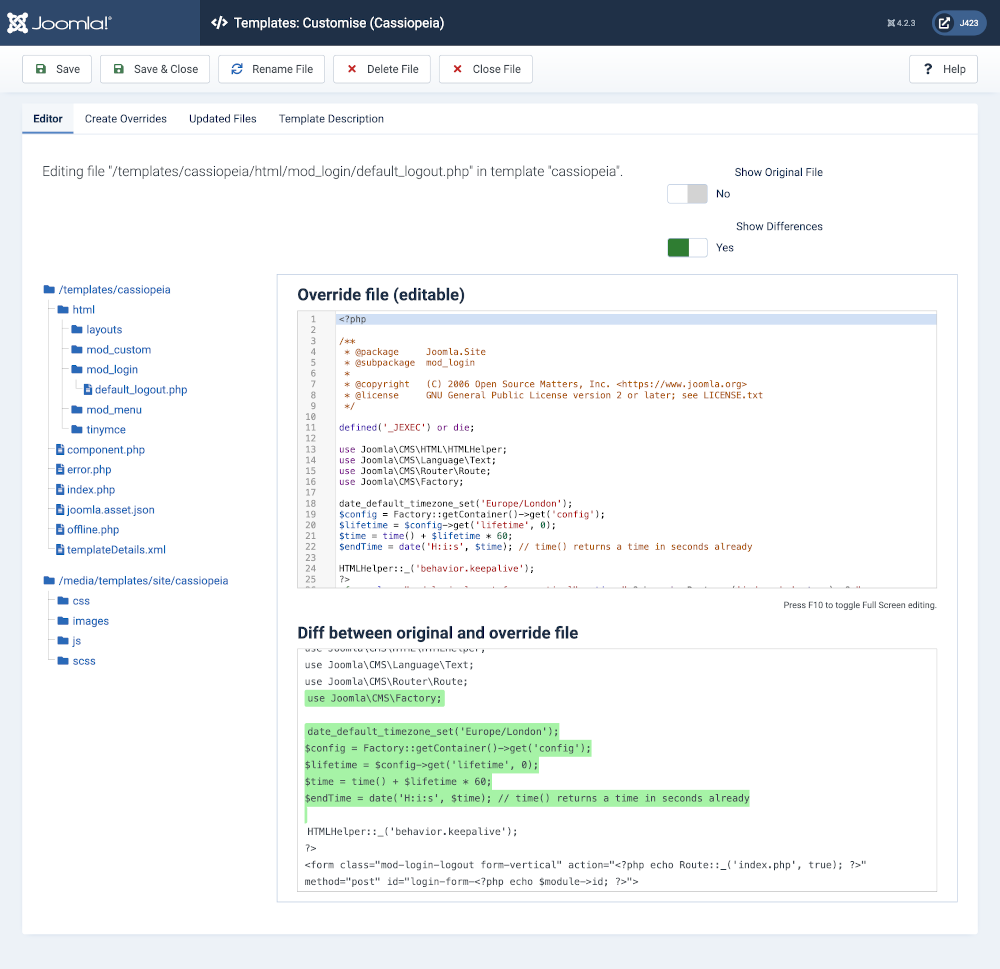 Joomla!
Templates: Customise (Cassiopeia)
4.2.3
J423
Save
Save & Close
Rename File
Delete File
Close File
? Help
Editor
Create Overrides
Updated Files
Template Description
Editing file "/templates/cassiopeia/html/mod_login/default_logout.php" in template "cassiopeia".
Show Original File
No
Show Differences
Yes
/templates/cassiopeia
html
layouts
mod_custom
mod_login
default_logout.php
mod_menu
tinymce
component.php
error.php
index.php
joomla.asset.json
offline.php
templateDetails.xml
/media/templates/site/cassiopeia
css
images
js
scss
Override file (editable)
1 <?php
2
3 /**
4 * @package Joomla.Site
5 * @subpackage mod_login
6 *
7 * @copyright (C) 2006 Open Source Matters, Inc. <https://www.joomla.org>
8 * @license GNU General Public License version 2 or later; see LICENSE.txt
9 */
10
11 defined('_JEXEC') or die;
12
13 use Joomla\CMS\HTML\HTMLHelper;
14 use Joomla\CMS\Language\Text;
15 use Joomla\CMS\Router\Route;
16 use Joomla\CMS\Factory;
17
18 date_default_timezone_set('Europe/London');
19 $config = Factory::getContainer()->get('config');
20 $lifetime = $config->get('lifetime', 0);
21 $time = time() + $lifetime * 60;
22 $endTime = date('H:i:s', $time); // time() returns a time in seconds already
23
24 HTMLHelper::_('behavior.keepalive');
25 ?>
Press F10 to toggle Full Screen editing.
Diff between original and override file
use Joomla\CMS\HTML\HTMLHelper;
use Joomla\CMS\Language\Text;
use Joomla\CMS\Router\Route;
use Joomla\CMS\Factory;
date_default_timezone_set('Europe/London');
$config = Factory::getContainer()->get('config');
$lifetime = $config->get('lifetime', 0);
$time = time() + $lifetime * 60;
$endTime = date('H:i:s', $time); // time() returns a time in seconds already
HTMLHelper::_('behavior.keepalive');
?>
<form class="mod-login-logout form-vertical" action="<?php echo Route::_('index.php', true); ?>"
method="post" id="login-form-<?php echo $module->id; ?>">